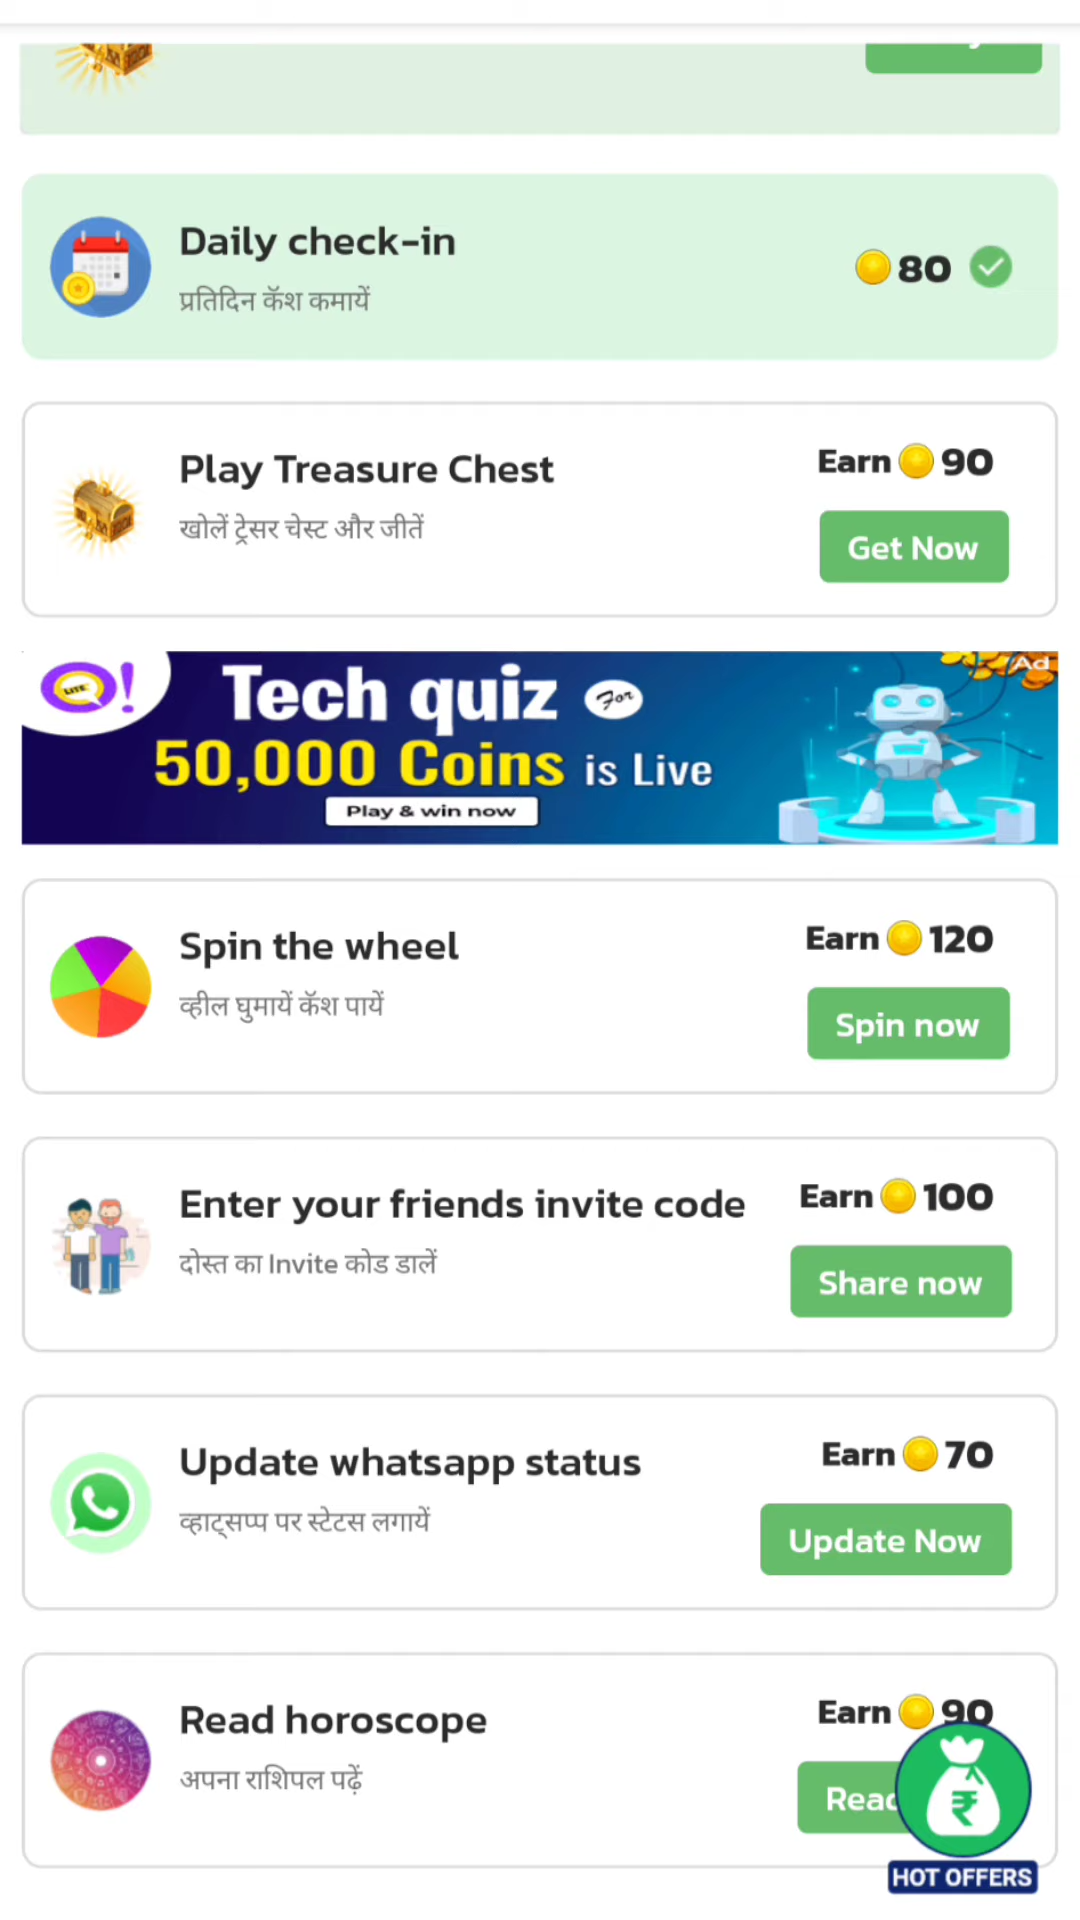 Daily check-in
प्रतिदिन कॅश कमायें
80
Play Treasure Chest
खोलें ट्रेसर चेस्ट और जीतें
Earn 90
Get Now
LITE
Ad
Tech quiz For
50,000 Coins is Live
Play & win now
Spin the wheel
व्हील घुमायें कॅश पायें
Earn 120
Spin now
Enter your friends invite code
दोस्त का Invite कोड डालें
Earn 100
Share now
Update whatsapp status
व्हाट्सप्प पर स्टेटस लगायें
Earn 70
Update Now
Read horoscope
अपना राशिपल पढ़ें
Earn 90
Read
₹
HOT OFFERS